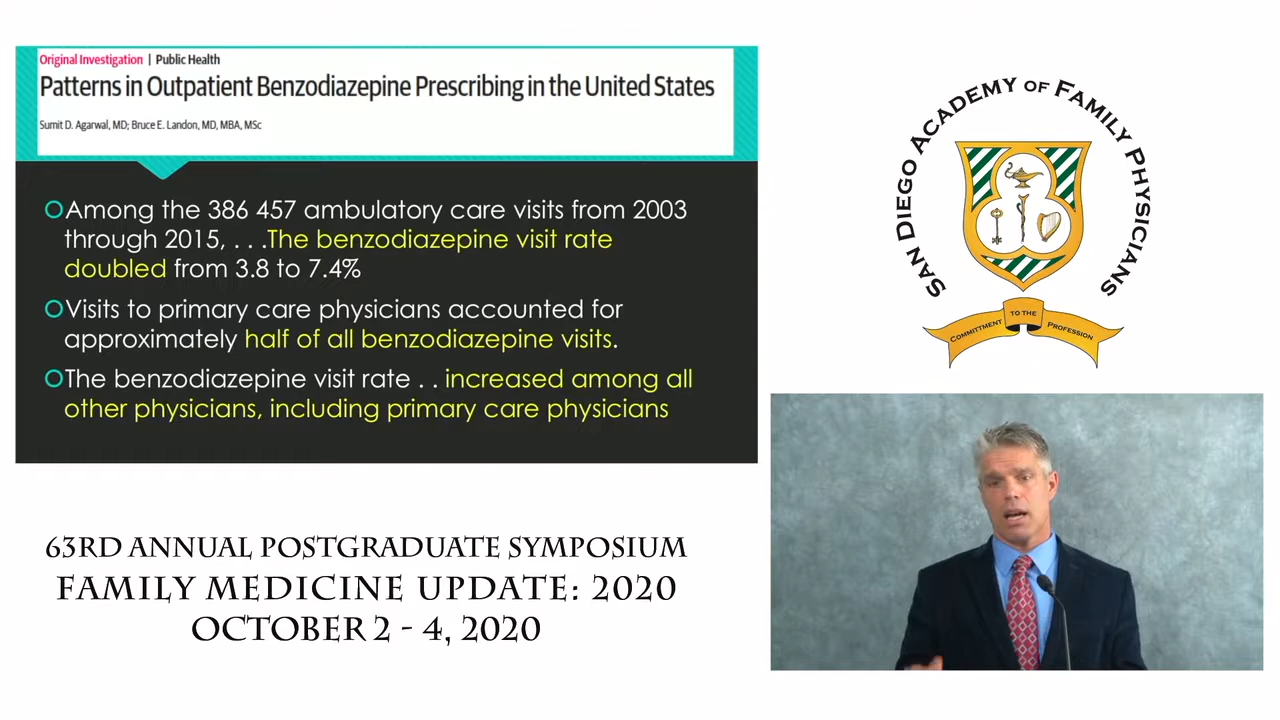 Original Investigation | Public Health
Patterns in Outpatient Benzodiazepine Prescribing in the United States
Sumit D. Agarwal, MD; Bruce E. Landon, MD, MBA, MSc
Among the 386 457 ambulatory care visits from 2003
through 2015, . . .The benzodiazepine visit rate
doubled from 3.8 to 7.4%
Visits to primary care physicians accounted for
approximately half of all benzodiazepine visits.
The benzodiazepine visit rate . . increased among all
other physicians, including primary care physicians
63RD ANNUAL POSTGRADUATE SYMPOSIUM
FAMILY MEDICINE UPDATE: 2020
OCTOBER 2 - 4, 2020
SAN DIEGO ACADEMY OF FAMILY PHYSICIANS
COMMITTMENT TO THE PROFESSION